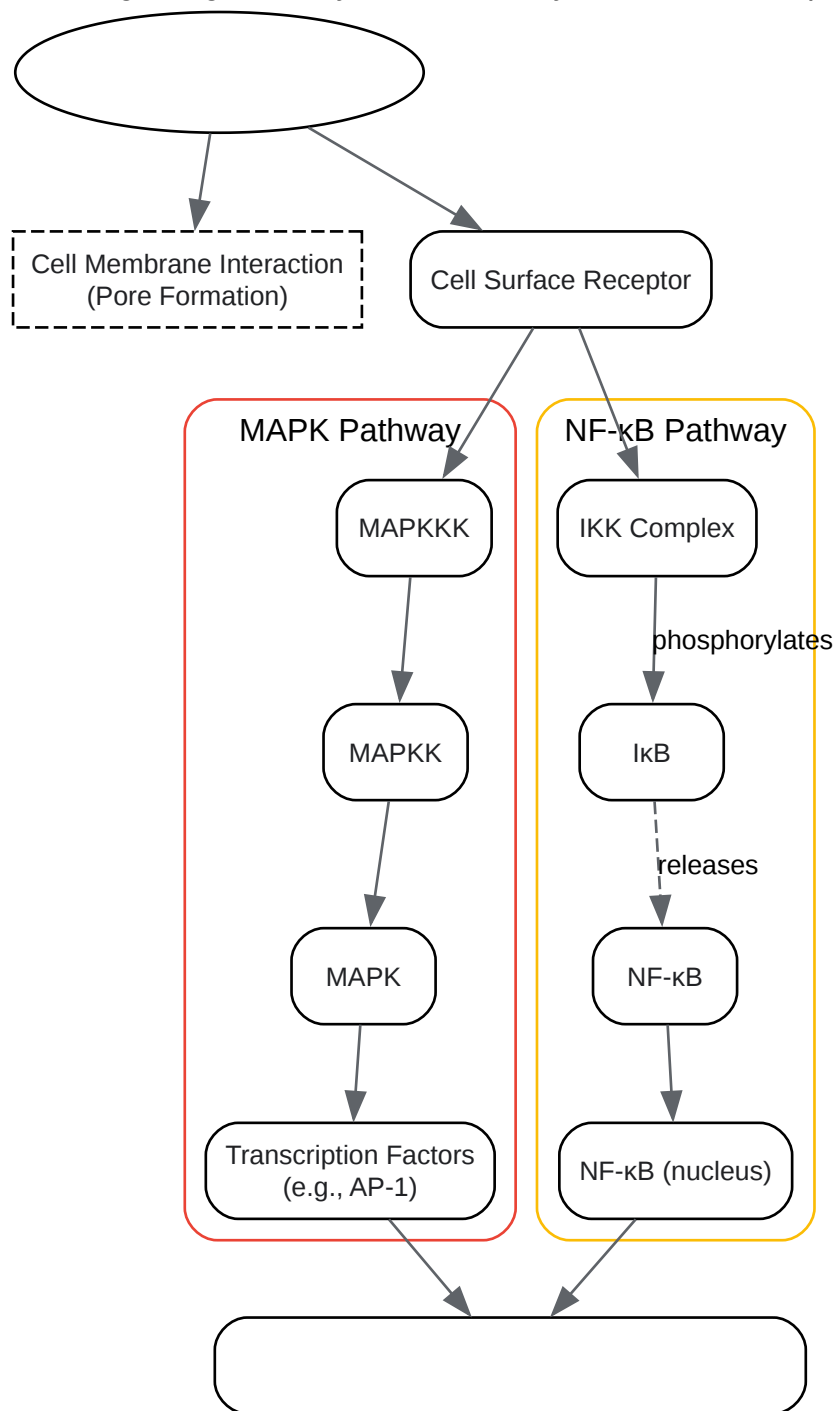 Cell Membrane Interaction
(Pore Formation)
Cell Surface Receptor
MAPK Pathway
NF-κB Pathway
MAPKKK
IKK Complex
phosphorylates
MAPKK
IκB
releases
MAPK
NF-κB
Transcription Factors
(e.g., AP-1)
NF-κB (nucleus)